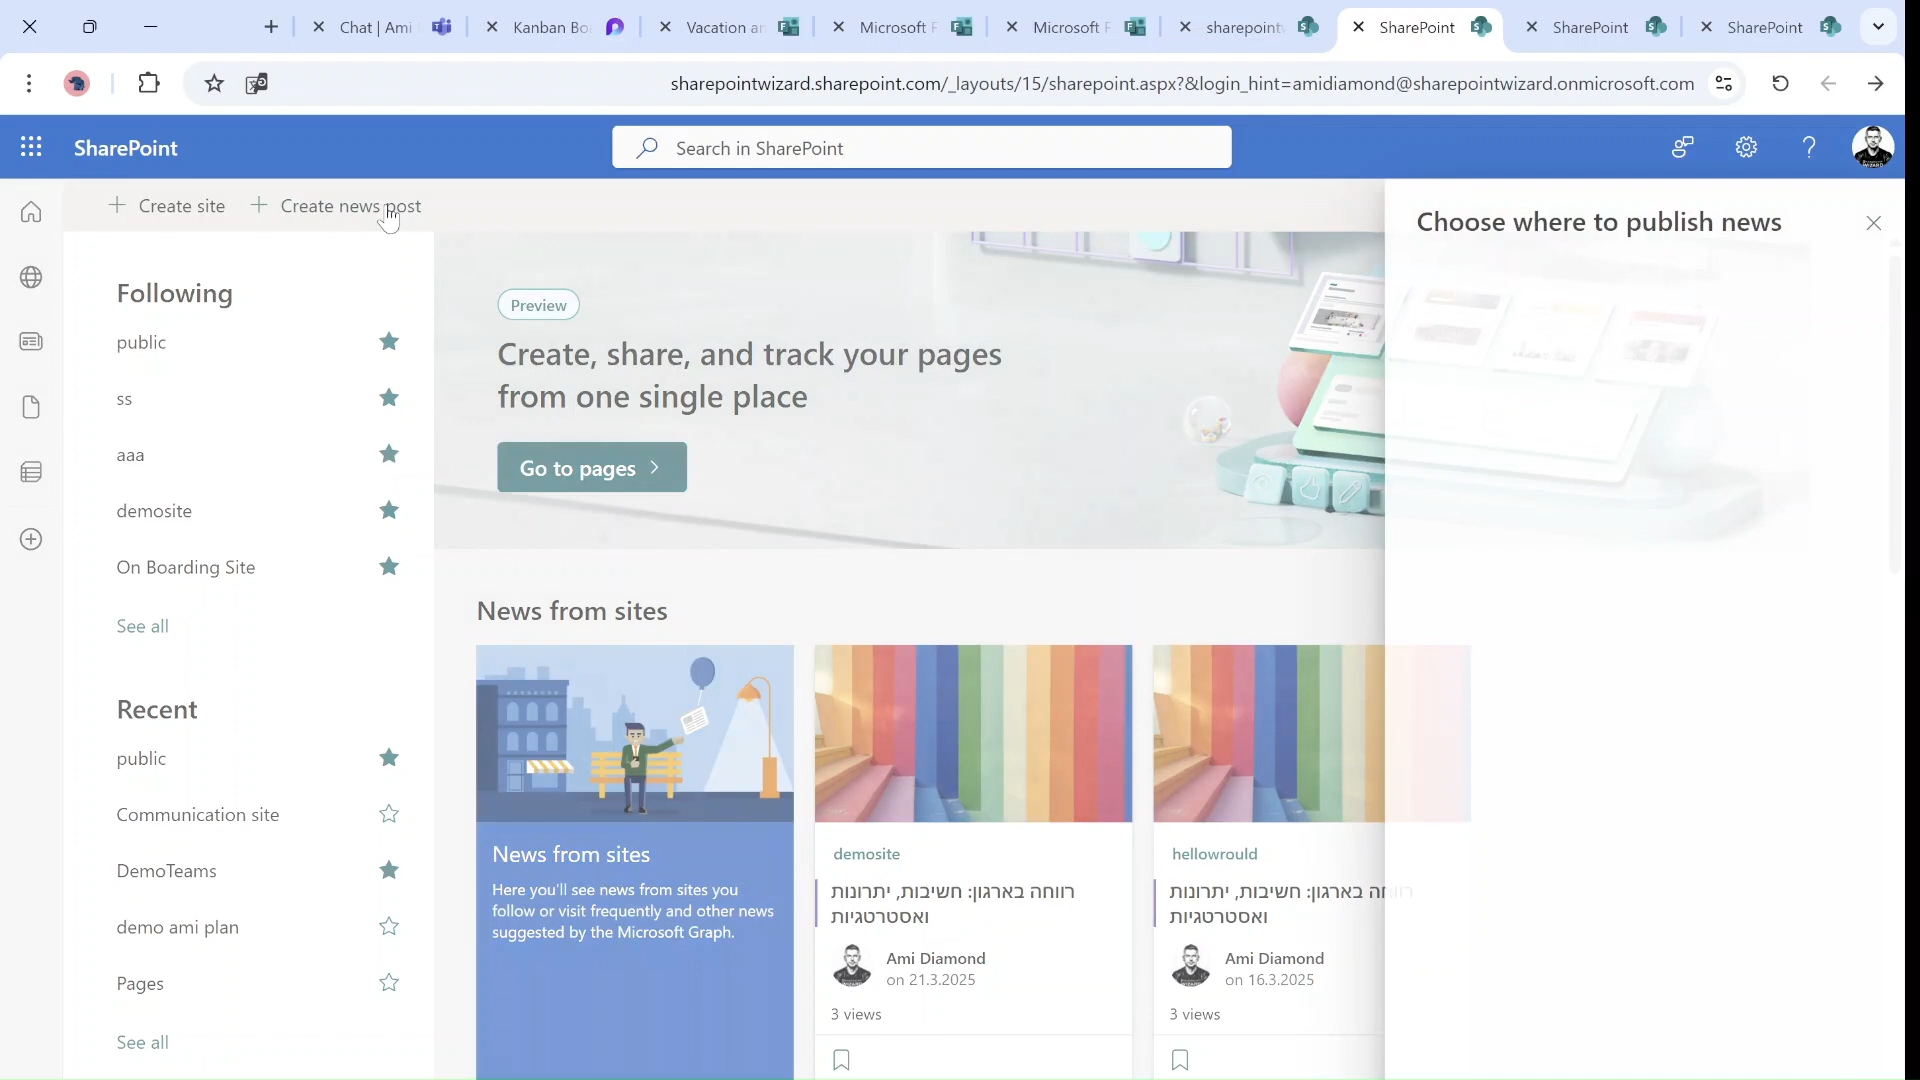 Chat | Ami
Kanban Bo
Vacation an
Microsoft F
Microsoft F
sharepointv
SharePoint
SharePoint
SharePoint
sharepointwizard.sharepoint.com/_layouts/15/sharepoint.aspx?&login_hint=amidiamond@sharepointwizard.onmicrosoft.com
SharePoint
Search in SharePoint
Create site
Create news post
Choose where to publish news
Following
public
ss
aaa
demosite
On Boarding Site
See all
Recent
public
Communication site
DemoTeams
demo ami plan
Pages
See all
Preview
Create, share, and track your pages
from one single place
Go to pages
News from sites
News from sites
Here you'll see news from sites you
follow or visit frequently and other news
suggested by the Microsoft Graph.
demosite
רווחה בארגון: חשיבות, יתרונות
ואסטרטגיות
Ami Diamond
on 21.3.2025
3 views
hellowrould
רווחה בארגון: חשיבות, יתרונות
ואסטרטגיות
Ami Diamond
on 16.3.2025
3 views